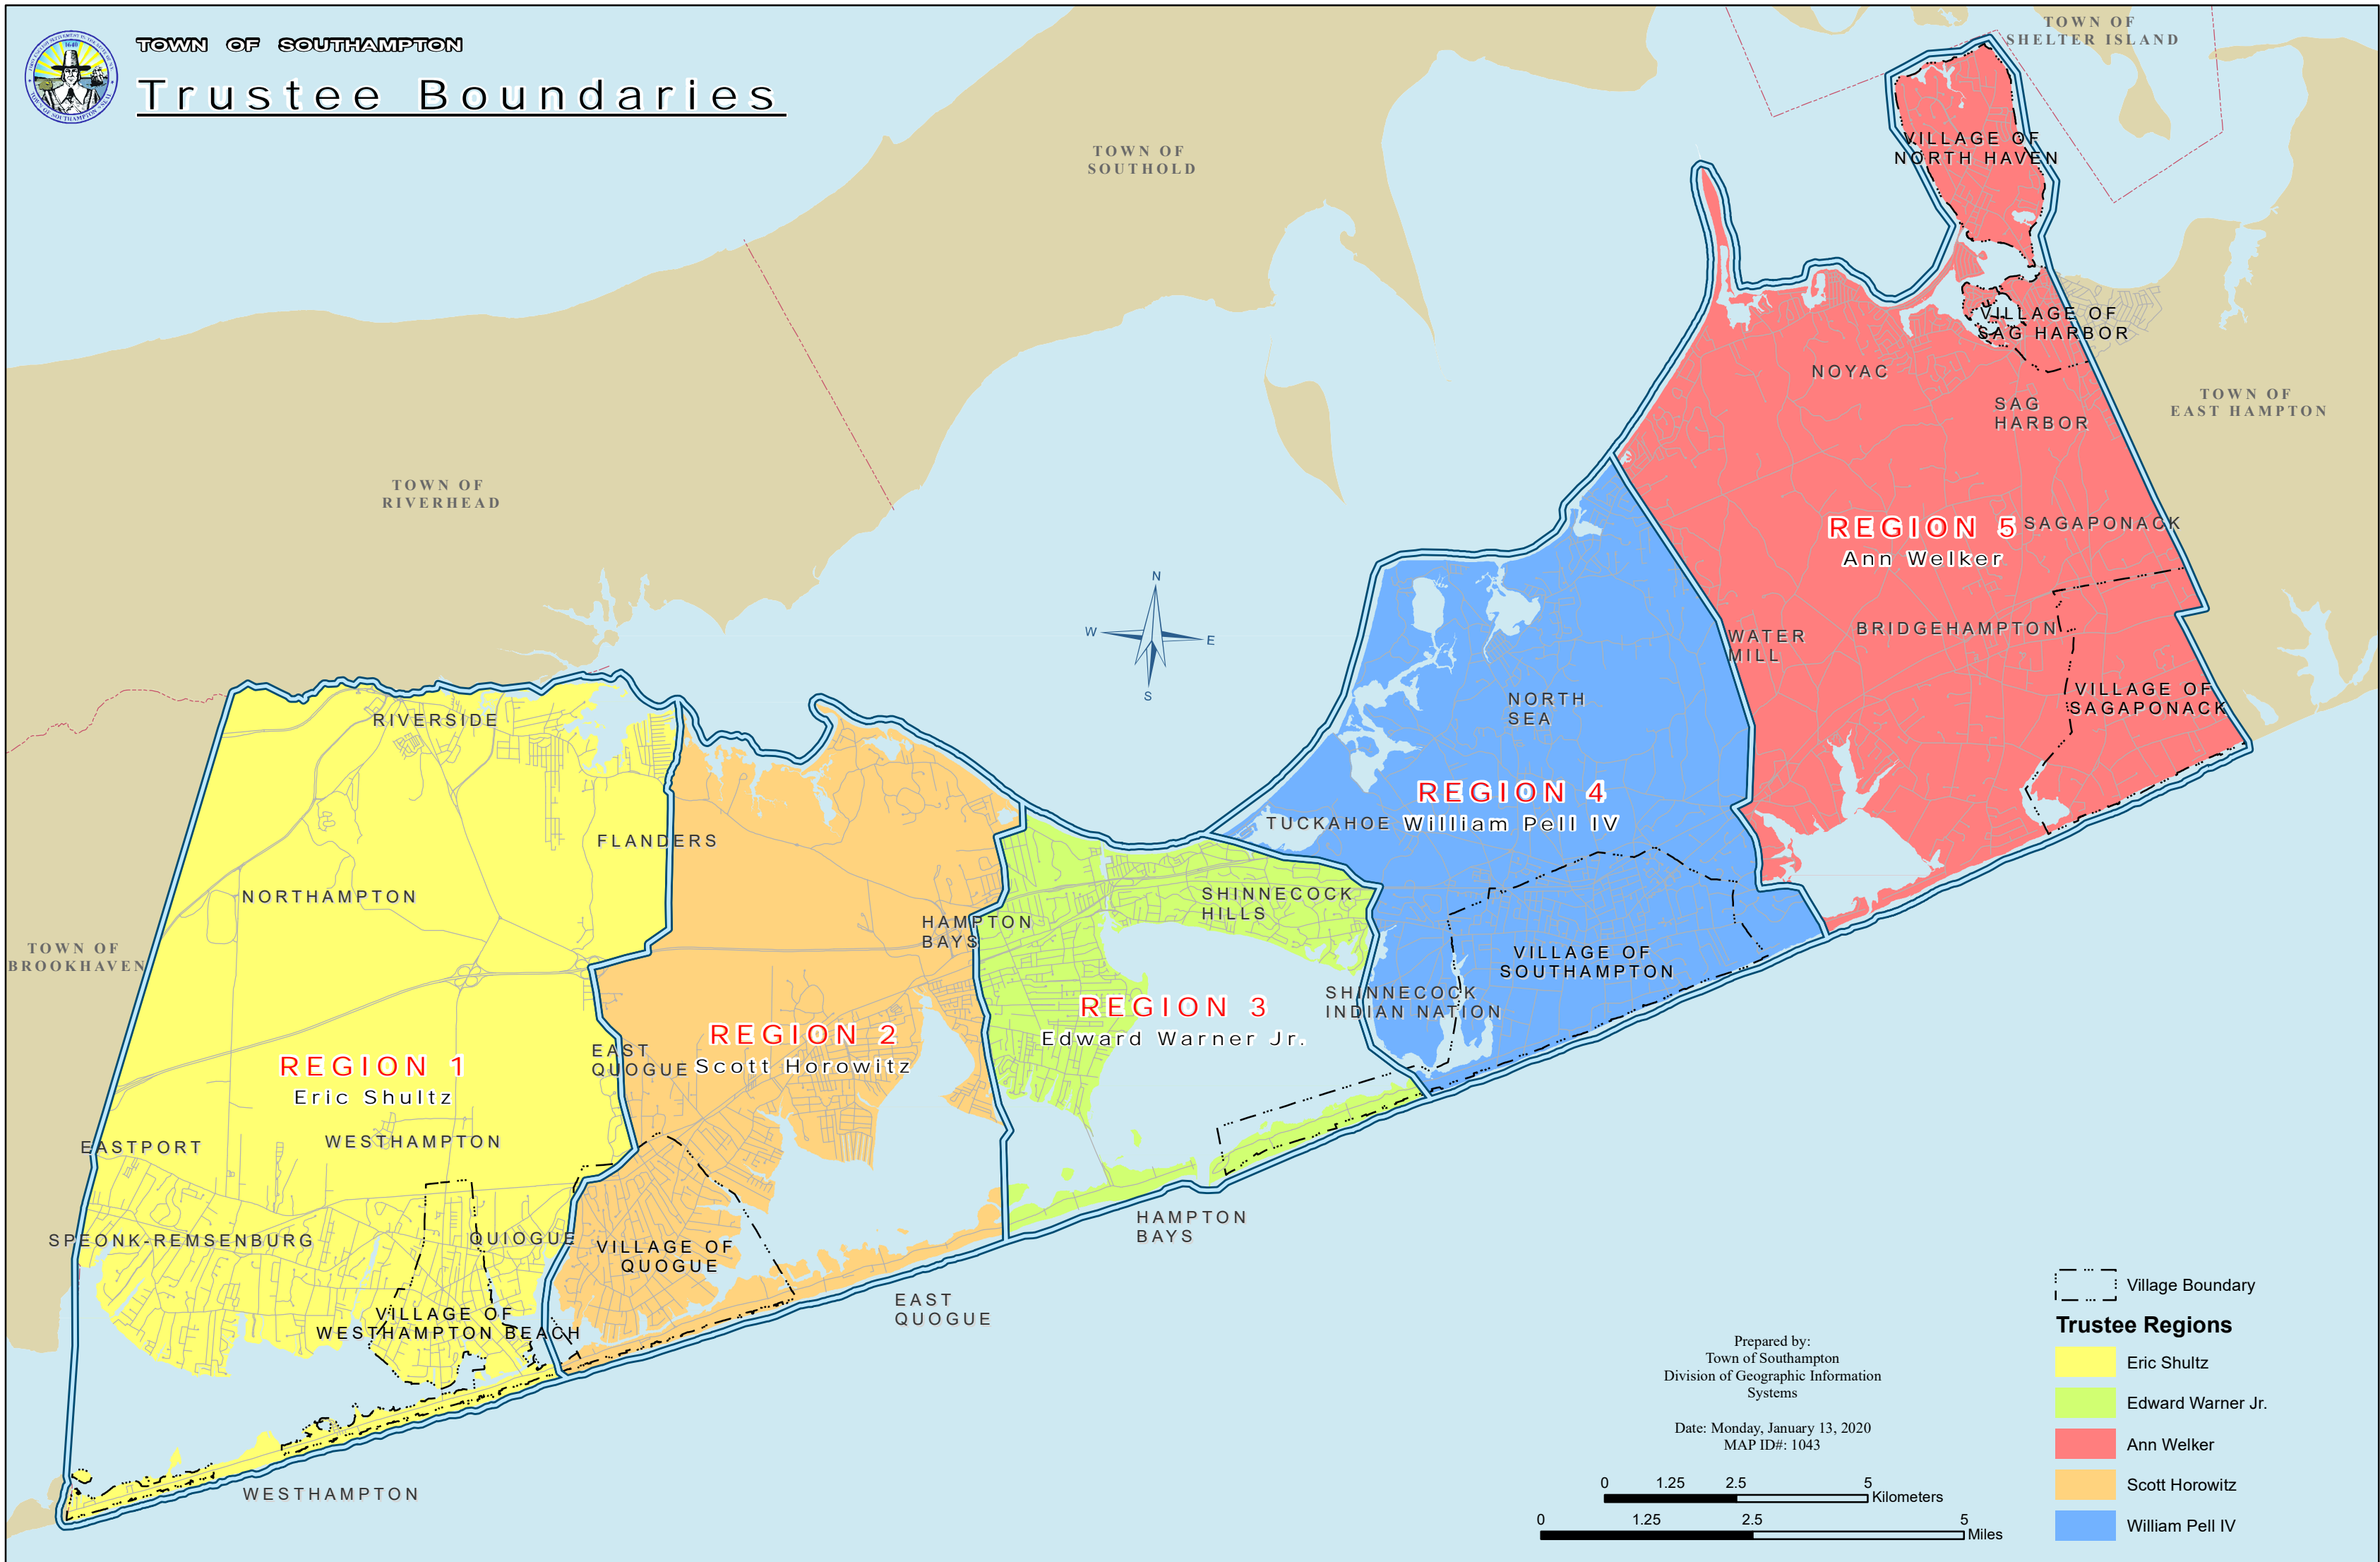 TOWN OF SOUTHAMPTON
Trustee Boundaries
1640
TOWN OF
SHELTER ISLAND
TOWN OF
SOUTHOLD
VILLAGE OF
NORTH HAVEN
VILLAGE OF
SAG HARBOR
NOYAC
SAG
HARBOR
TOWN OF
EAST HAMPTON
TOWN OF
RIVERHEAD
REGION 5
Ann Welker
SAGAPONACK
N
W
E
S
WATER
MILL
BRIDGEHAMPTON
VILLAGE OF
SAGAPONACK
NORTH
SEA
RIVERSIDE
REGION 4
William Pell IV
TUCKAHOE
FLANDERS
NORTHAMPTON
SHINNECOCK
HILLS
HAMPTON
BAYS
TOWN OF
BROOKHAVEN
VILLAGE OF
SOUTHAMPTON
SHINNECOCK
INDIAN NATION
REGION 3
Edward Warner Jr.
REGION 2
Scott Horowitz
EAST
QUOGUE
REGION 1
Eric Shultz
EASTPORT
WESTHAMPTON
SPEONK-REMSENBURG
QUIOGUE
VILLAGE OF
QUOGUE
HAMPTON
BAYS
VILLAGE OF
WESTHAMPTON BEACH
EAST
QUOGUE
WESTHAMPTON
Prepared by:
Town of Southampton
Division of Geographic Information
Systems
Date: Monday, January 13, 2020
MAP ID#: 1043
0 1.25 2.5 5
Kilometers
0 1.25 2.5 5
Miles
Village Boundary
Trustee Regions
Eric Shultz
Edward Warner Jr.
Ann Welker
Scott Horowitz
William Pell IV